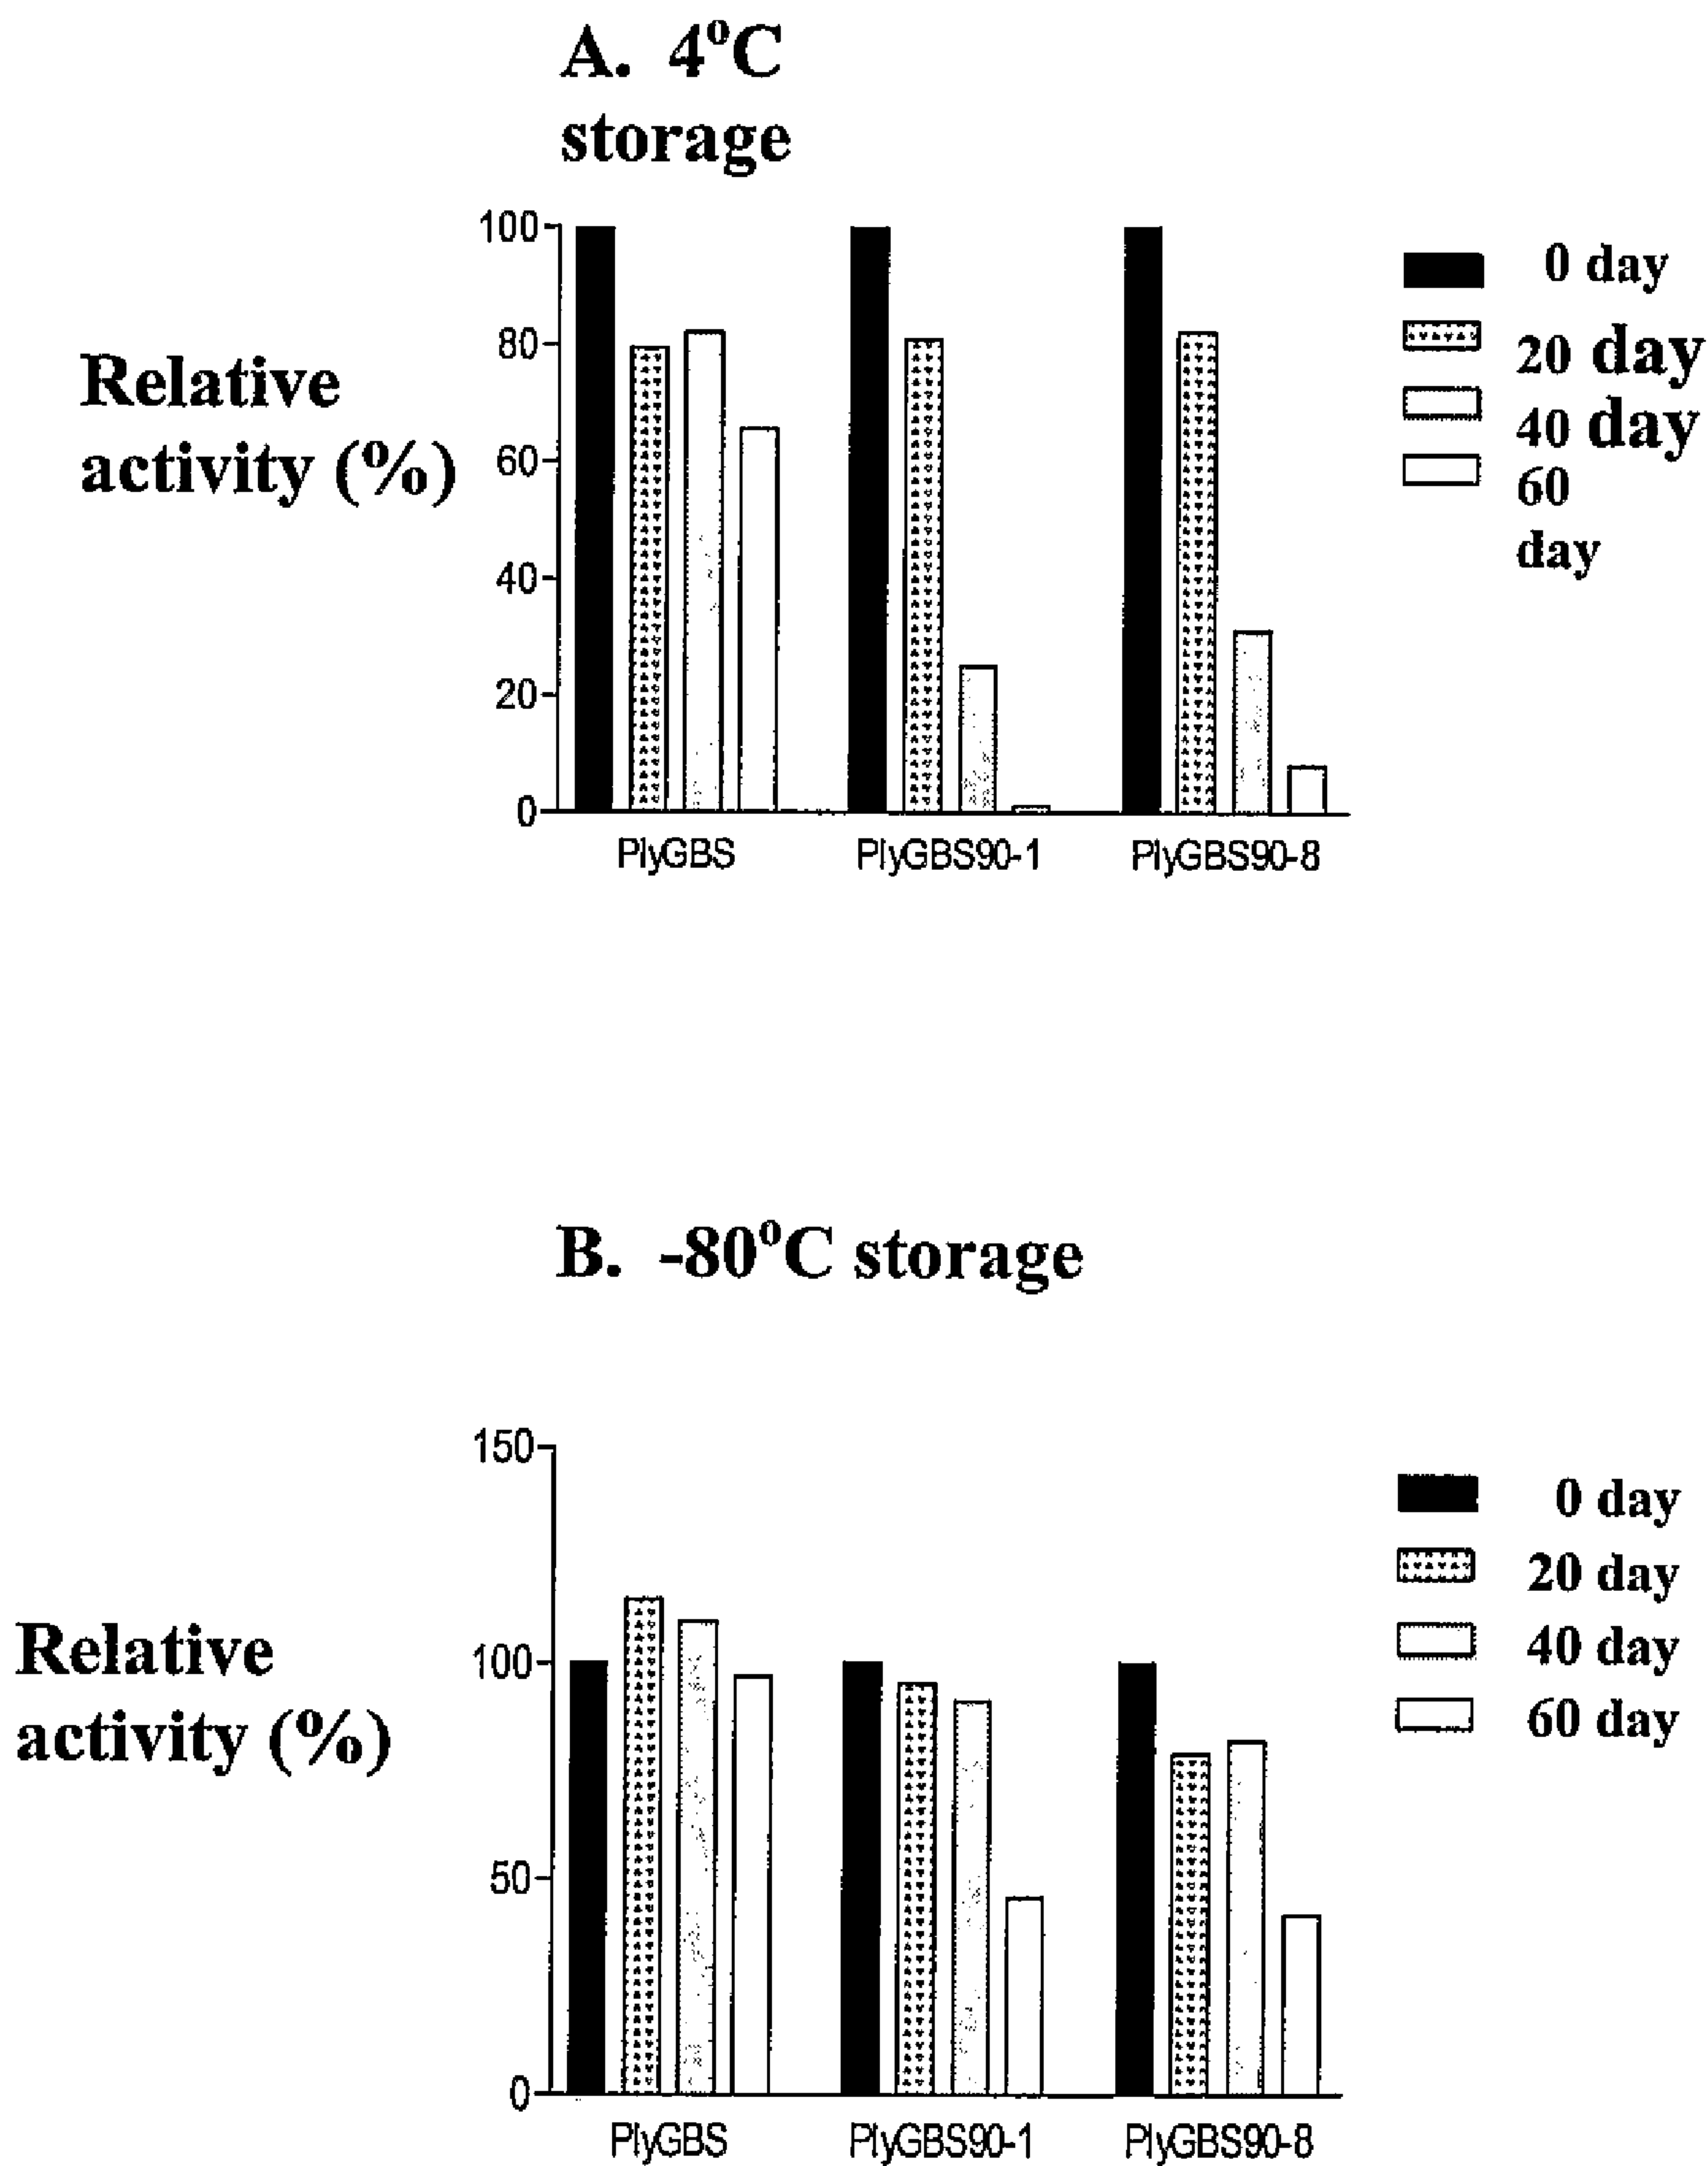 A. 4°C
storage
100
80
60
40
20
0
Relative
activity (%)
PlyGBS PlyGBS90-1 PlyGBS90-8
0 day
20 day
40 day
60
day
B. -80°C storage
150
100
50
0
Relative
activity (%)
PlyGBS PlyGBS90-1 PlyGBS90-8
0 day
20 day
40 day
60 day